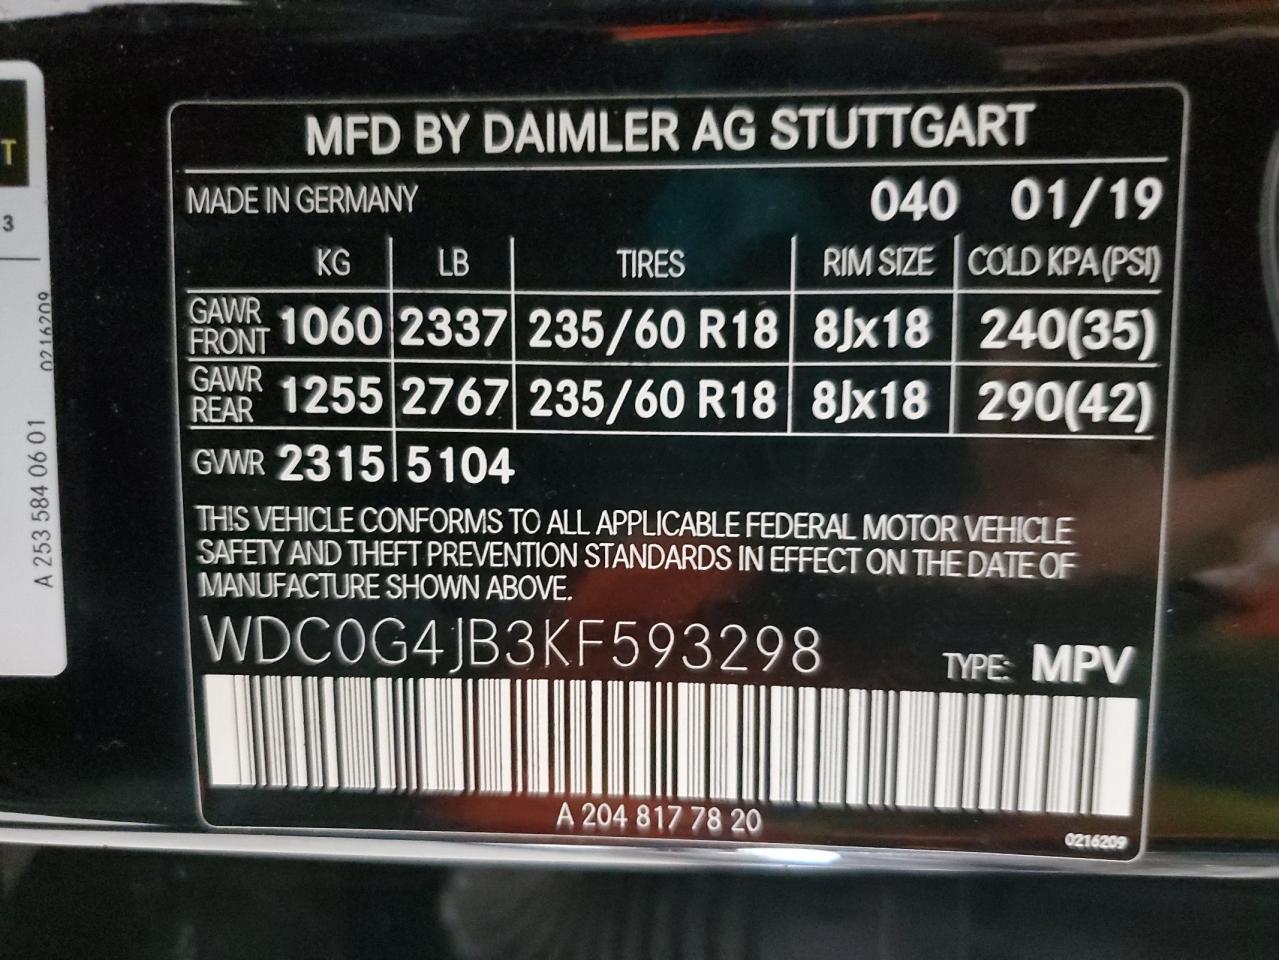 MFD BY DAIMLER AG STUTTGART
MADE IN GERMANY 040 01/19
KG LB TIRES RIM SIZE COLD KPA(PSI)
GAWR FRONT 1060 2337 235/60 R18 8Jx18 240(35)
GAWR REAR 1255 2767 235/60 R18 8Jx18 290(42)
GVWR 2315 5104
THIS VEHICLE CONFORMS TO ALL APPLICABLE FEDERAL MOTOR VEHICLE
SAFETY AND THEFT PREVENTION STANDARDS IN EFFECT ON THE DATE OF
MANUFACTURE SHOWN ABOVE.
WDC0G4JB3KF593298 TYPE: MPV
A 204 817 78 20
0216209
T
3
A 253 584 06 01 0216209